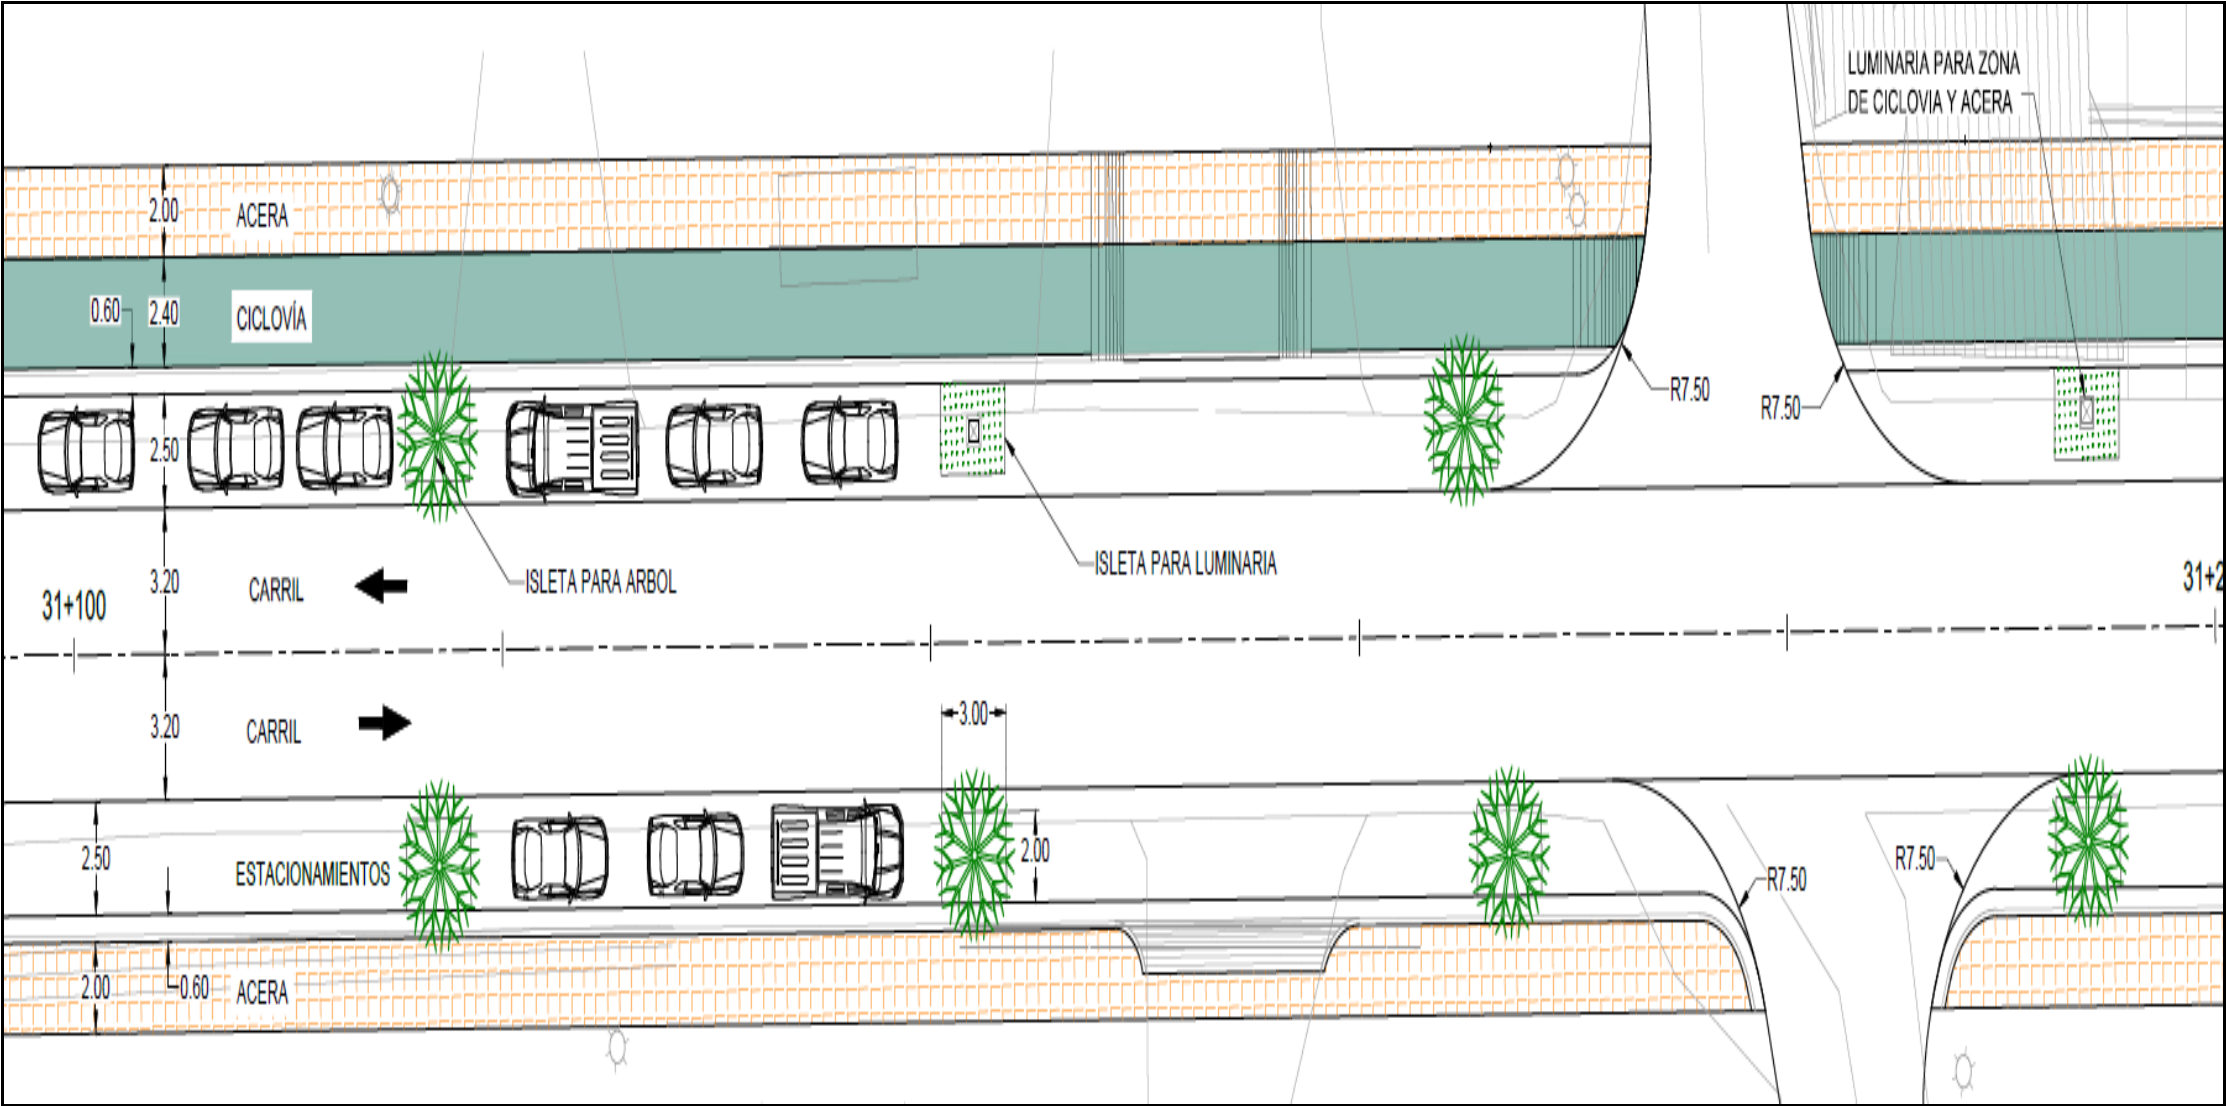 LUMINARIA PARA ZONA
DE CICLOVIA Y ACERA
2.00
ACERA
0.60
2.40
CICLOVÍA
R7.50
R7.50
2.50
ISLETA PARA LUMINARIA
ISLETA PARA ARBOL
3.20
CARRIL
31+100
31+2
3.20
CARRIL
3.00
2.50
ESTACIONAMIENTOS
2.00
R7.50
R7.50
2.00
0.60
ACERA